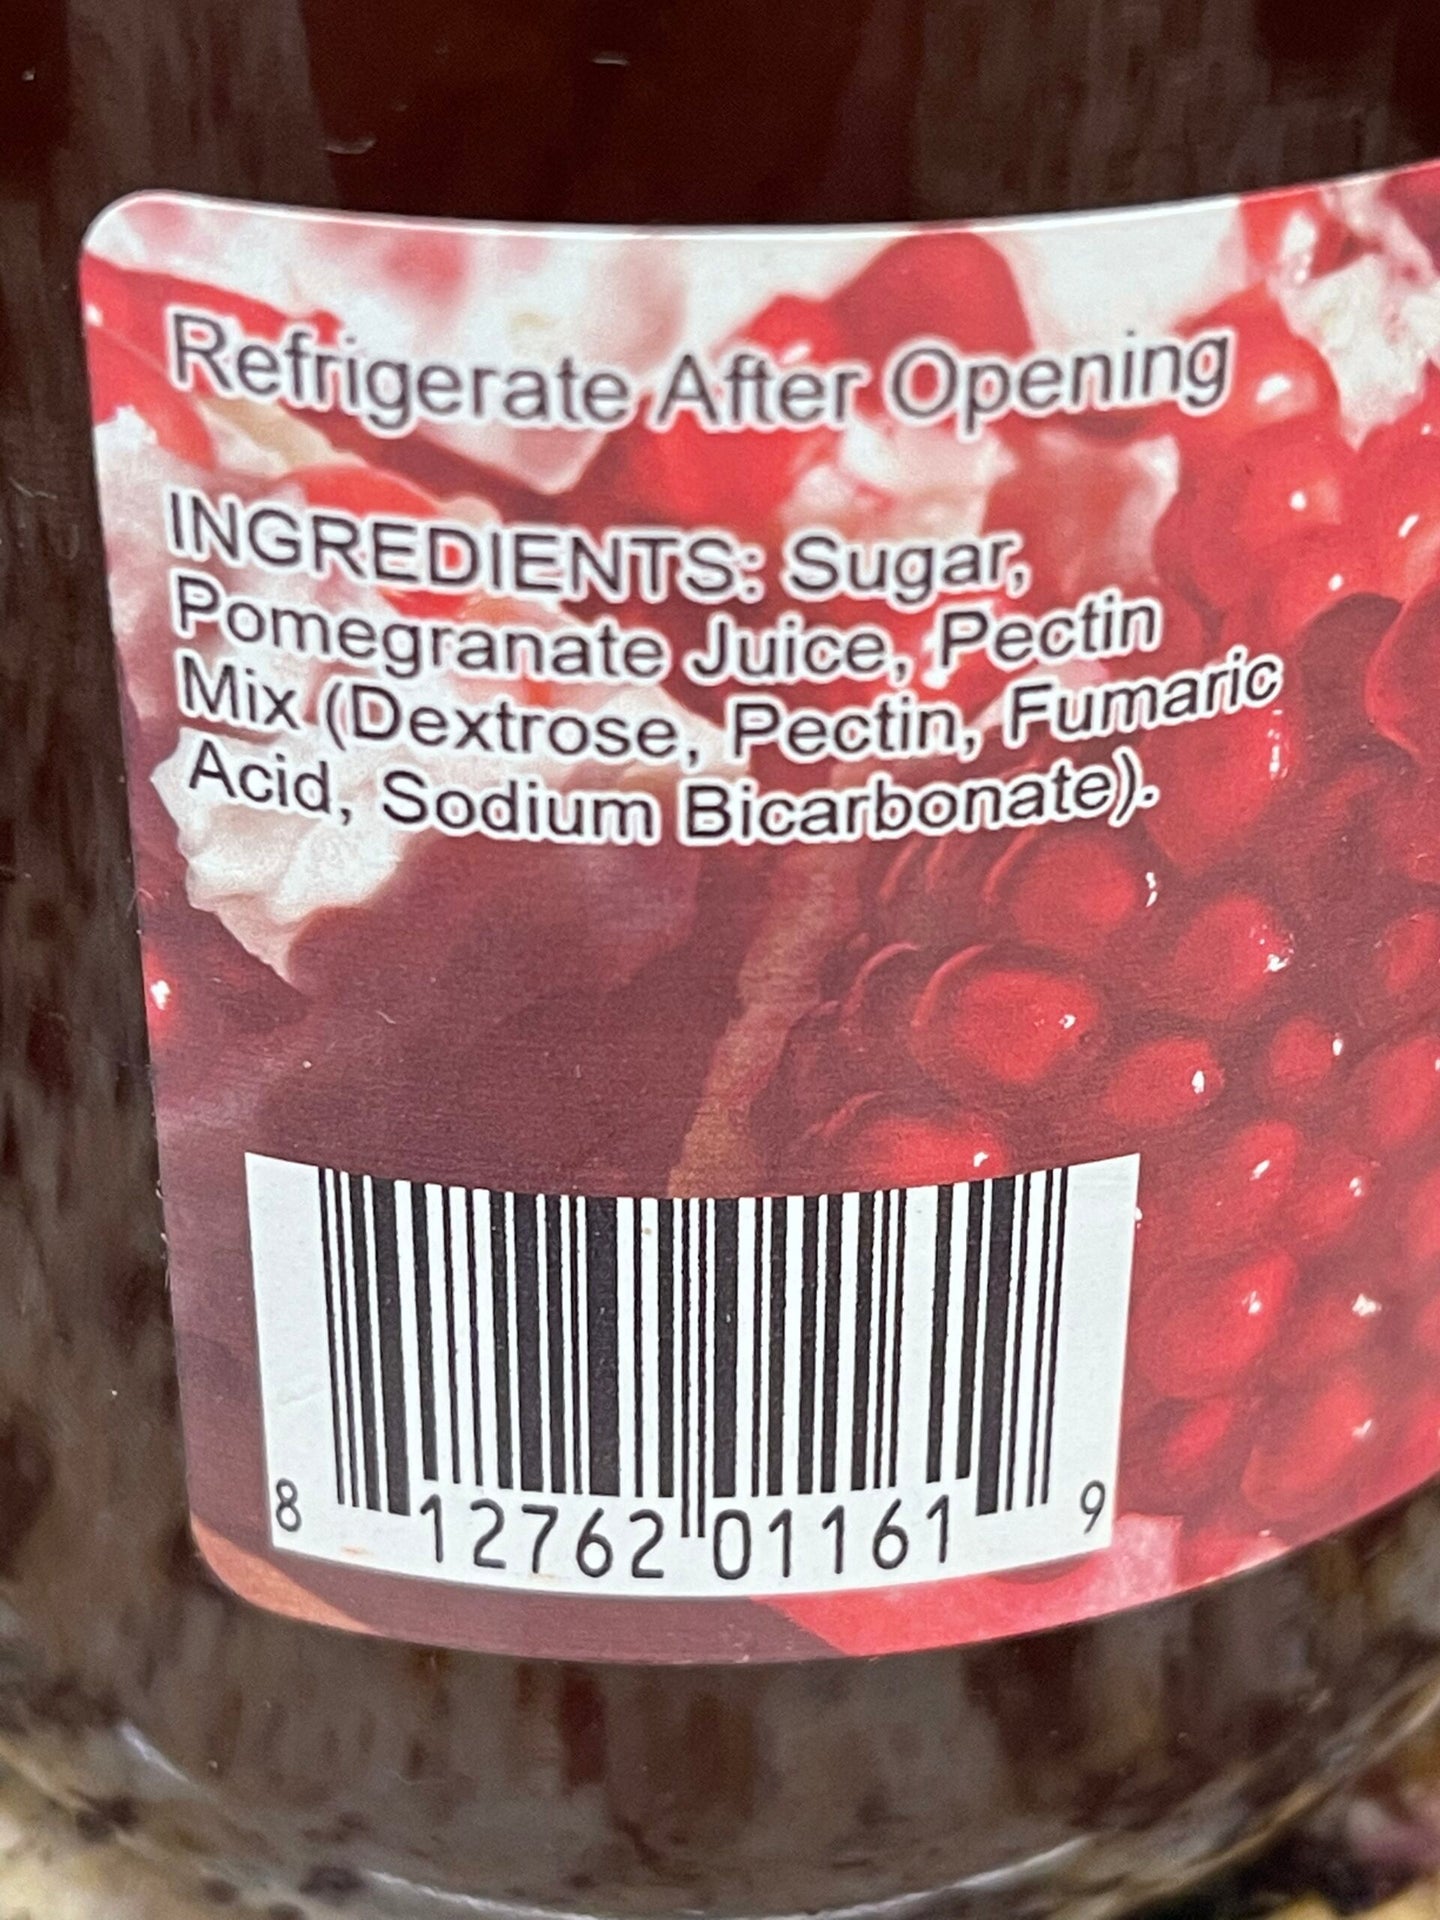 Refrigerate After Opening
INGREDIENTS: Sugar,
Pomegranate Juice, Pectin
Mix (Dextrose, Pectin, Fumaric
Acid, Sodium Bicarbonate).
8 12762 01161 9